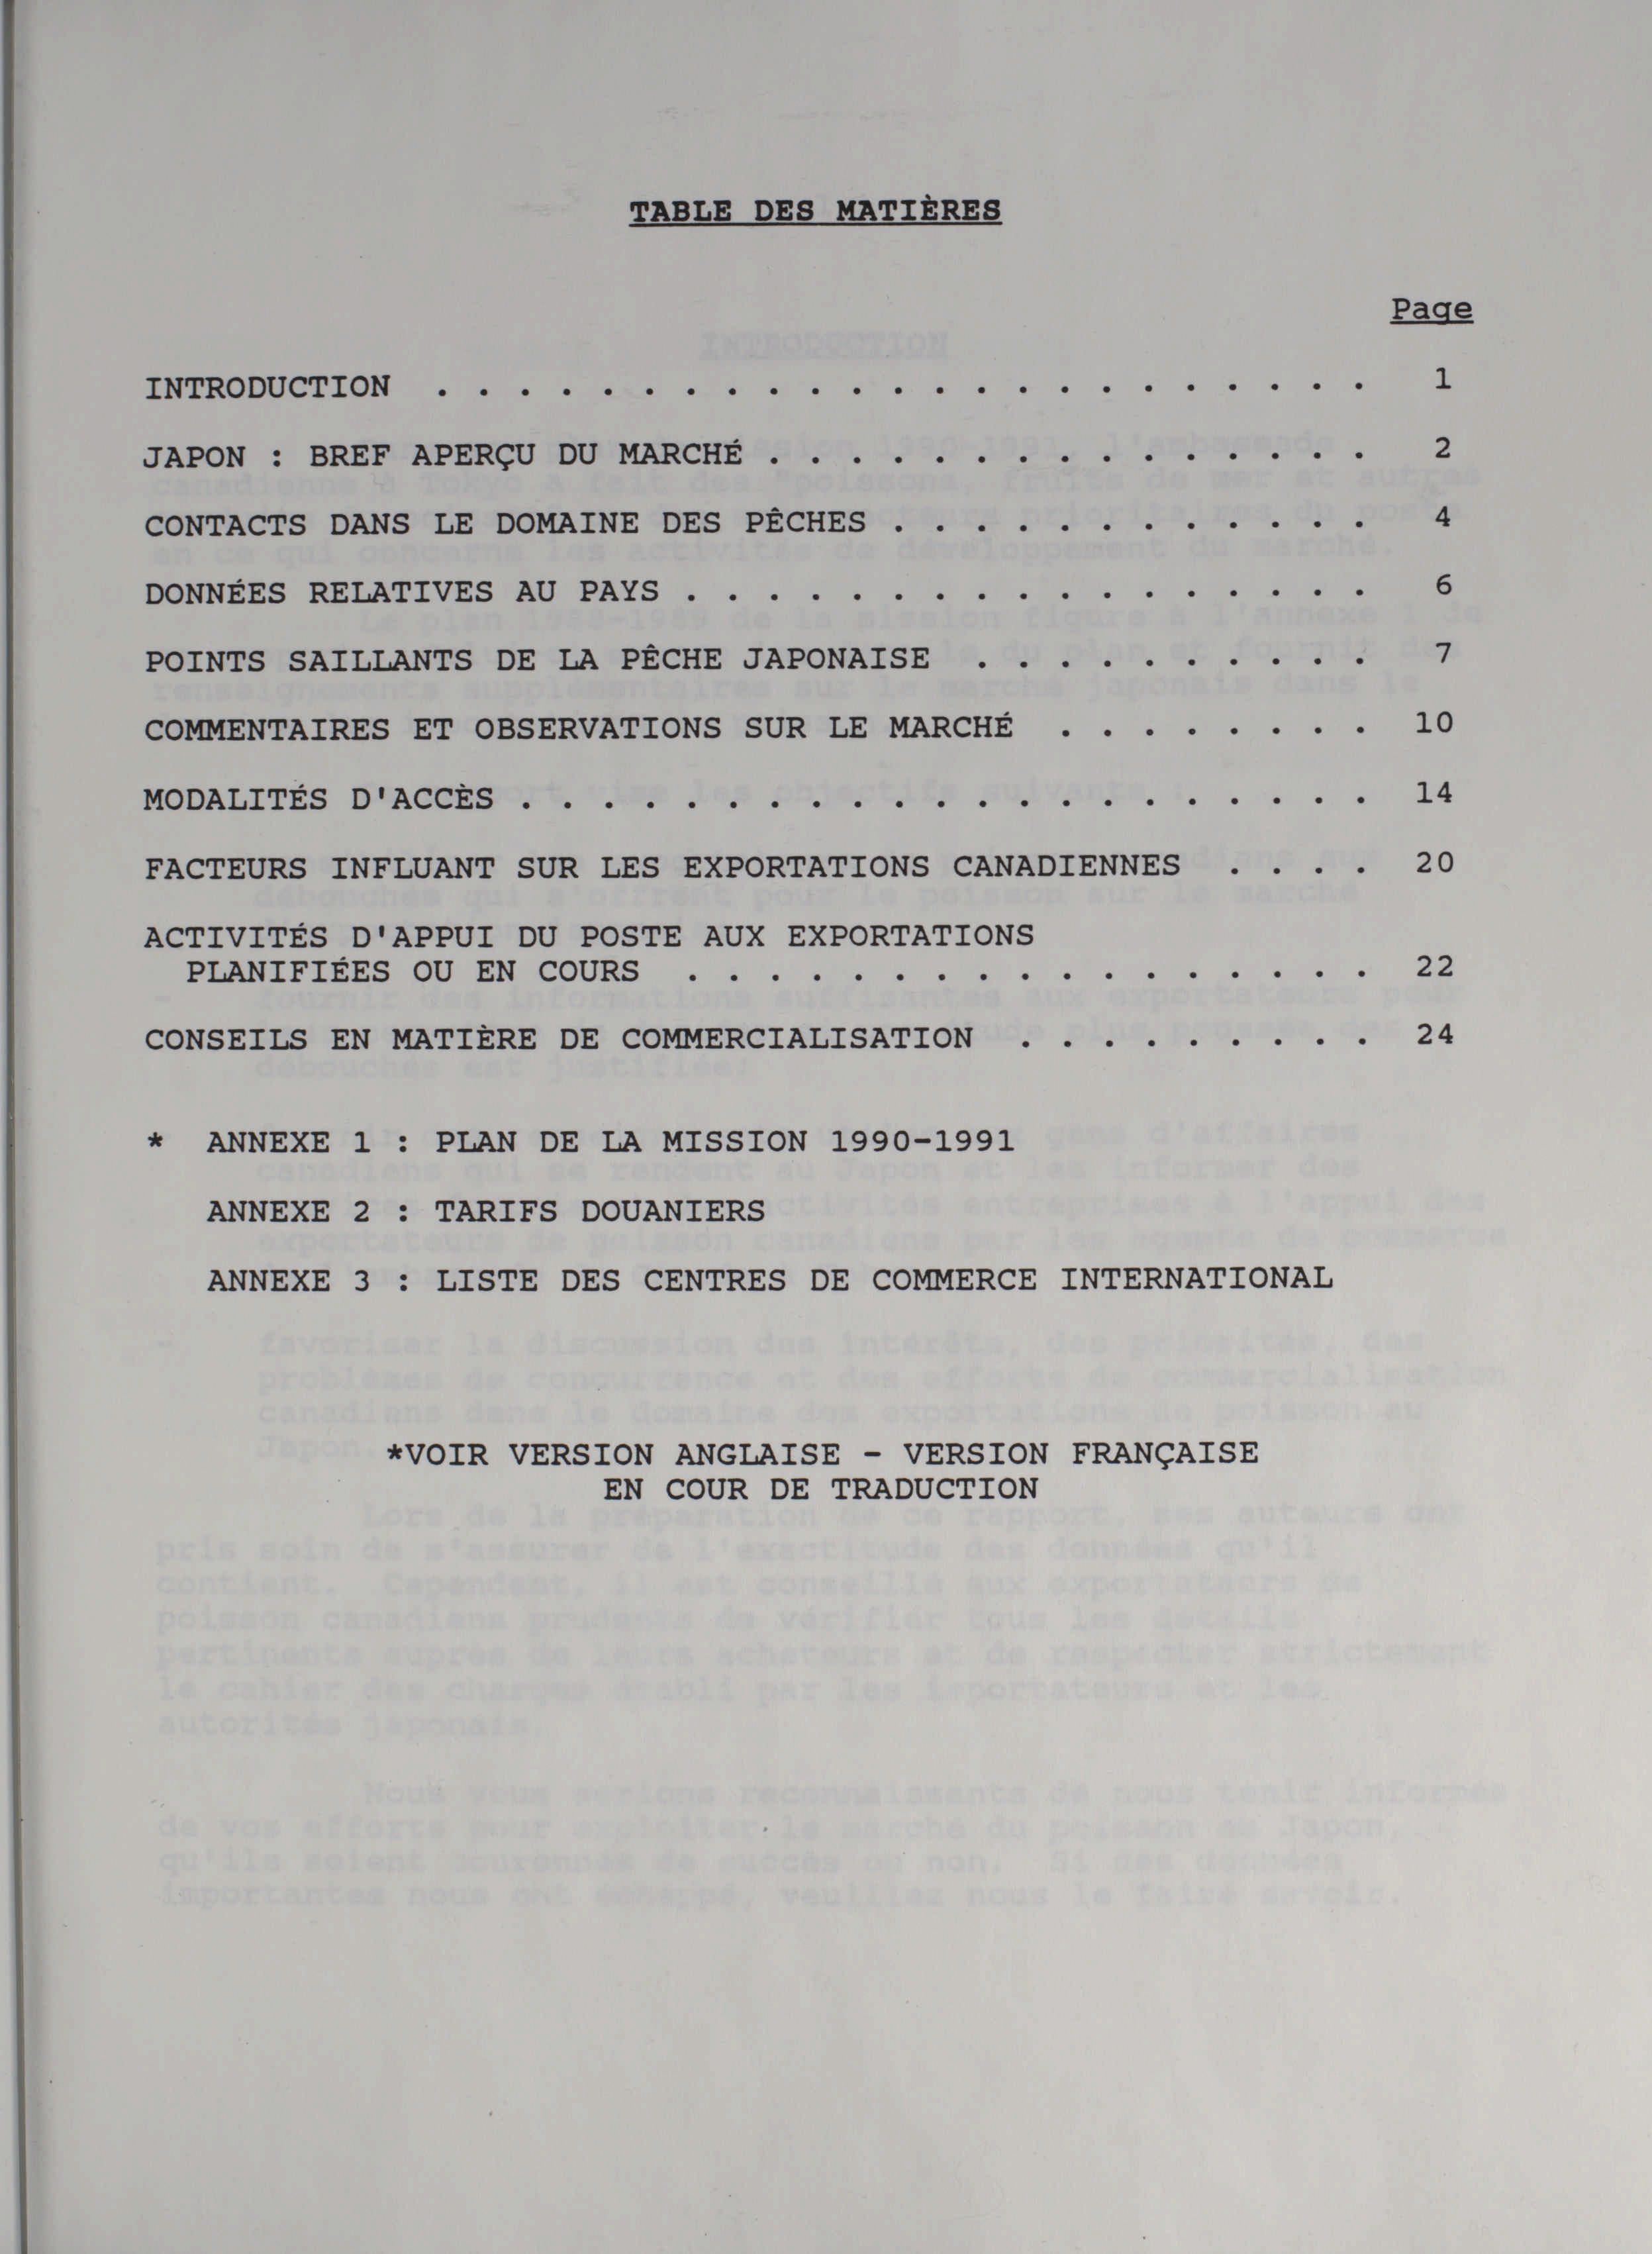 TABLE DES MATIÈRES
Page
INTRODUCTION . . . . . . . . . . . . . . . . . . . . . . . 1
JAPON : BREF APERÇU DU MARCHÉ . . . . . . . . . . . . . . . 2
CONTACTS DANS LE DOMAINE DES PÊCHES . . . . . . . . . . . . 4
DONNÉES RELATIVES AU PAYS . . . . . . . . . . . . . . . . . 6
POINTS SAILLANTS DE LA PÊCHE JAPONAISE . . . . . . . . . . 7
COMMENTAIRES ET OBSERVATIONS SUR LE MARCHÉ . . . . . . . . 10
MODALITÉS D'ACCÈS . . . . . . . . . . . . . . . . . . . . . 14
FACTEURS INFLUANT SUR LES EXPORTATIONS CANADIENNES . . . . 20
ACTIVITÉS D'APPUI DU POSTE AUX EXPORTATIONS
PLANIFIÉES OU EN COURS . . . . . . . . . . . . . . . . . 22
CONSEILS EN MATIÈRE DE COMMERCIALISATION . . . . . . . . . 24
* ANNEXE 1 : PLAN DE LA MISSION 1990-1991
ANNEXE 2 : TARIFS DOUANIERS
ANNEXE 3 : LISTE DES CENTRES DE COMMERCE INTERNATIONAL
*VOIR VERSION ANGLAISE - VERSION FRANÇAISE
EN COUR DE TRADUCTION